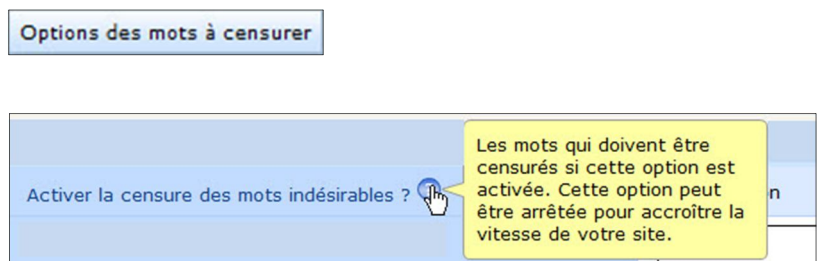 Options des mots à censurer
Activer la censure des mots indésirables ?
Les mots qui doivent être
censurés si cette option est
activée. Cette option peut
être arrêtée pour accroître la
vitesse de votre site.